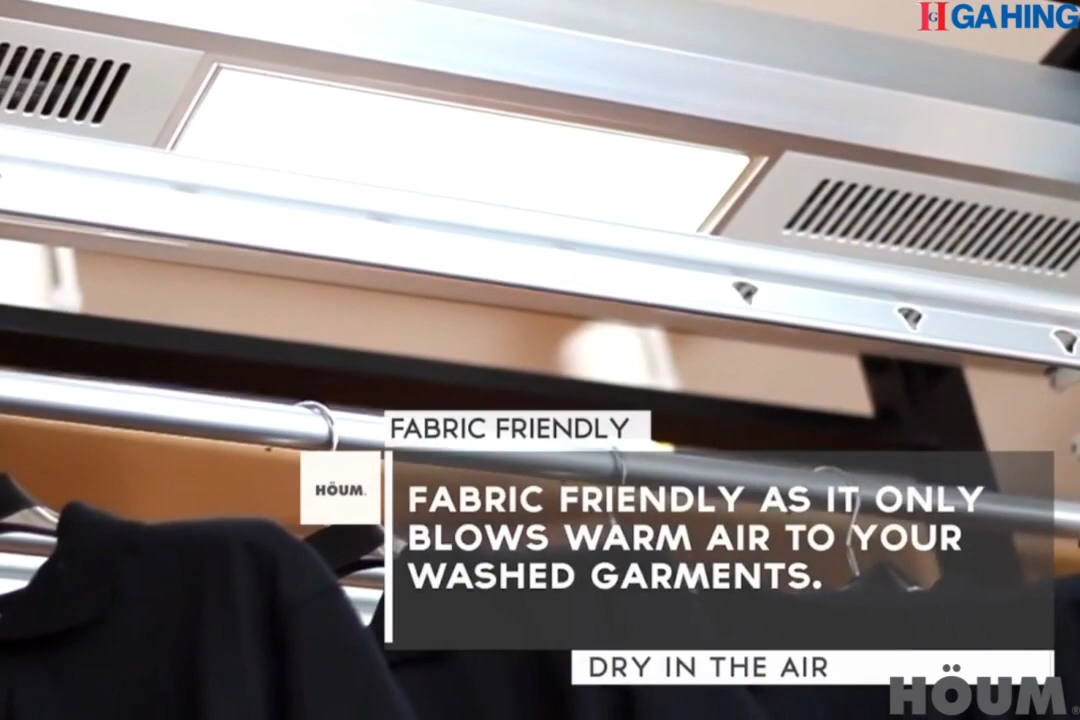 GA HING
FABRIC FRIENDLY
HÖUM.
FABRIC FRIENDLY AS IT ONLY
BLOWS WARM AIR TO YOUR
WASHED GARMENTS.
DRY IN THE AIR
HÖUM®